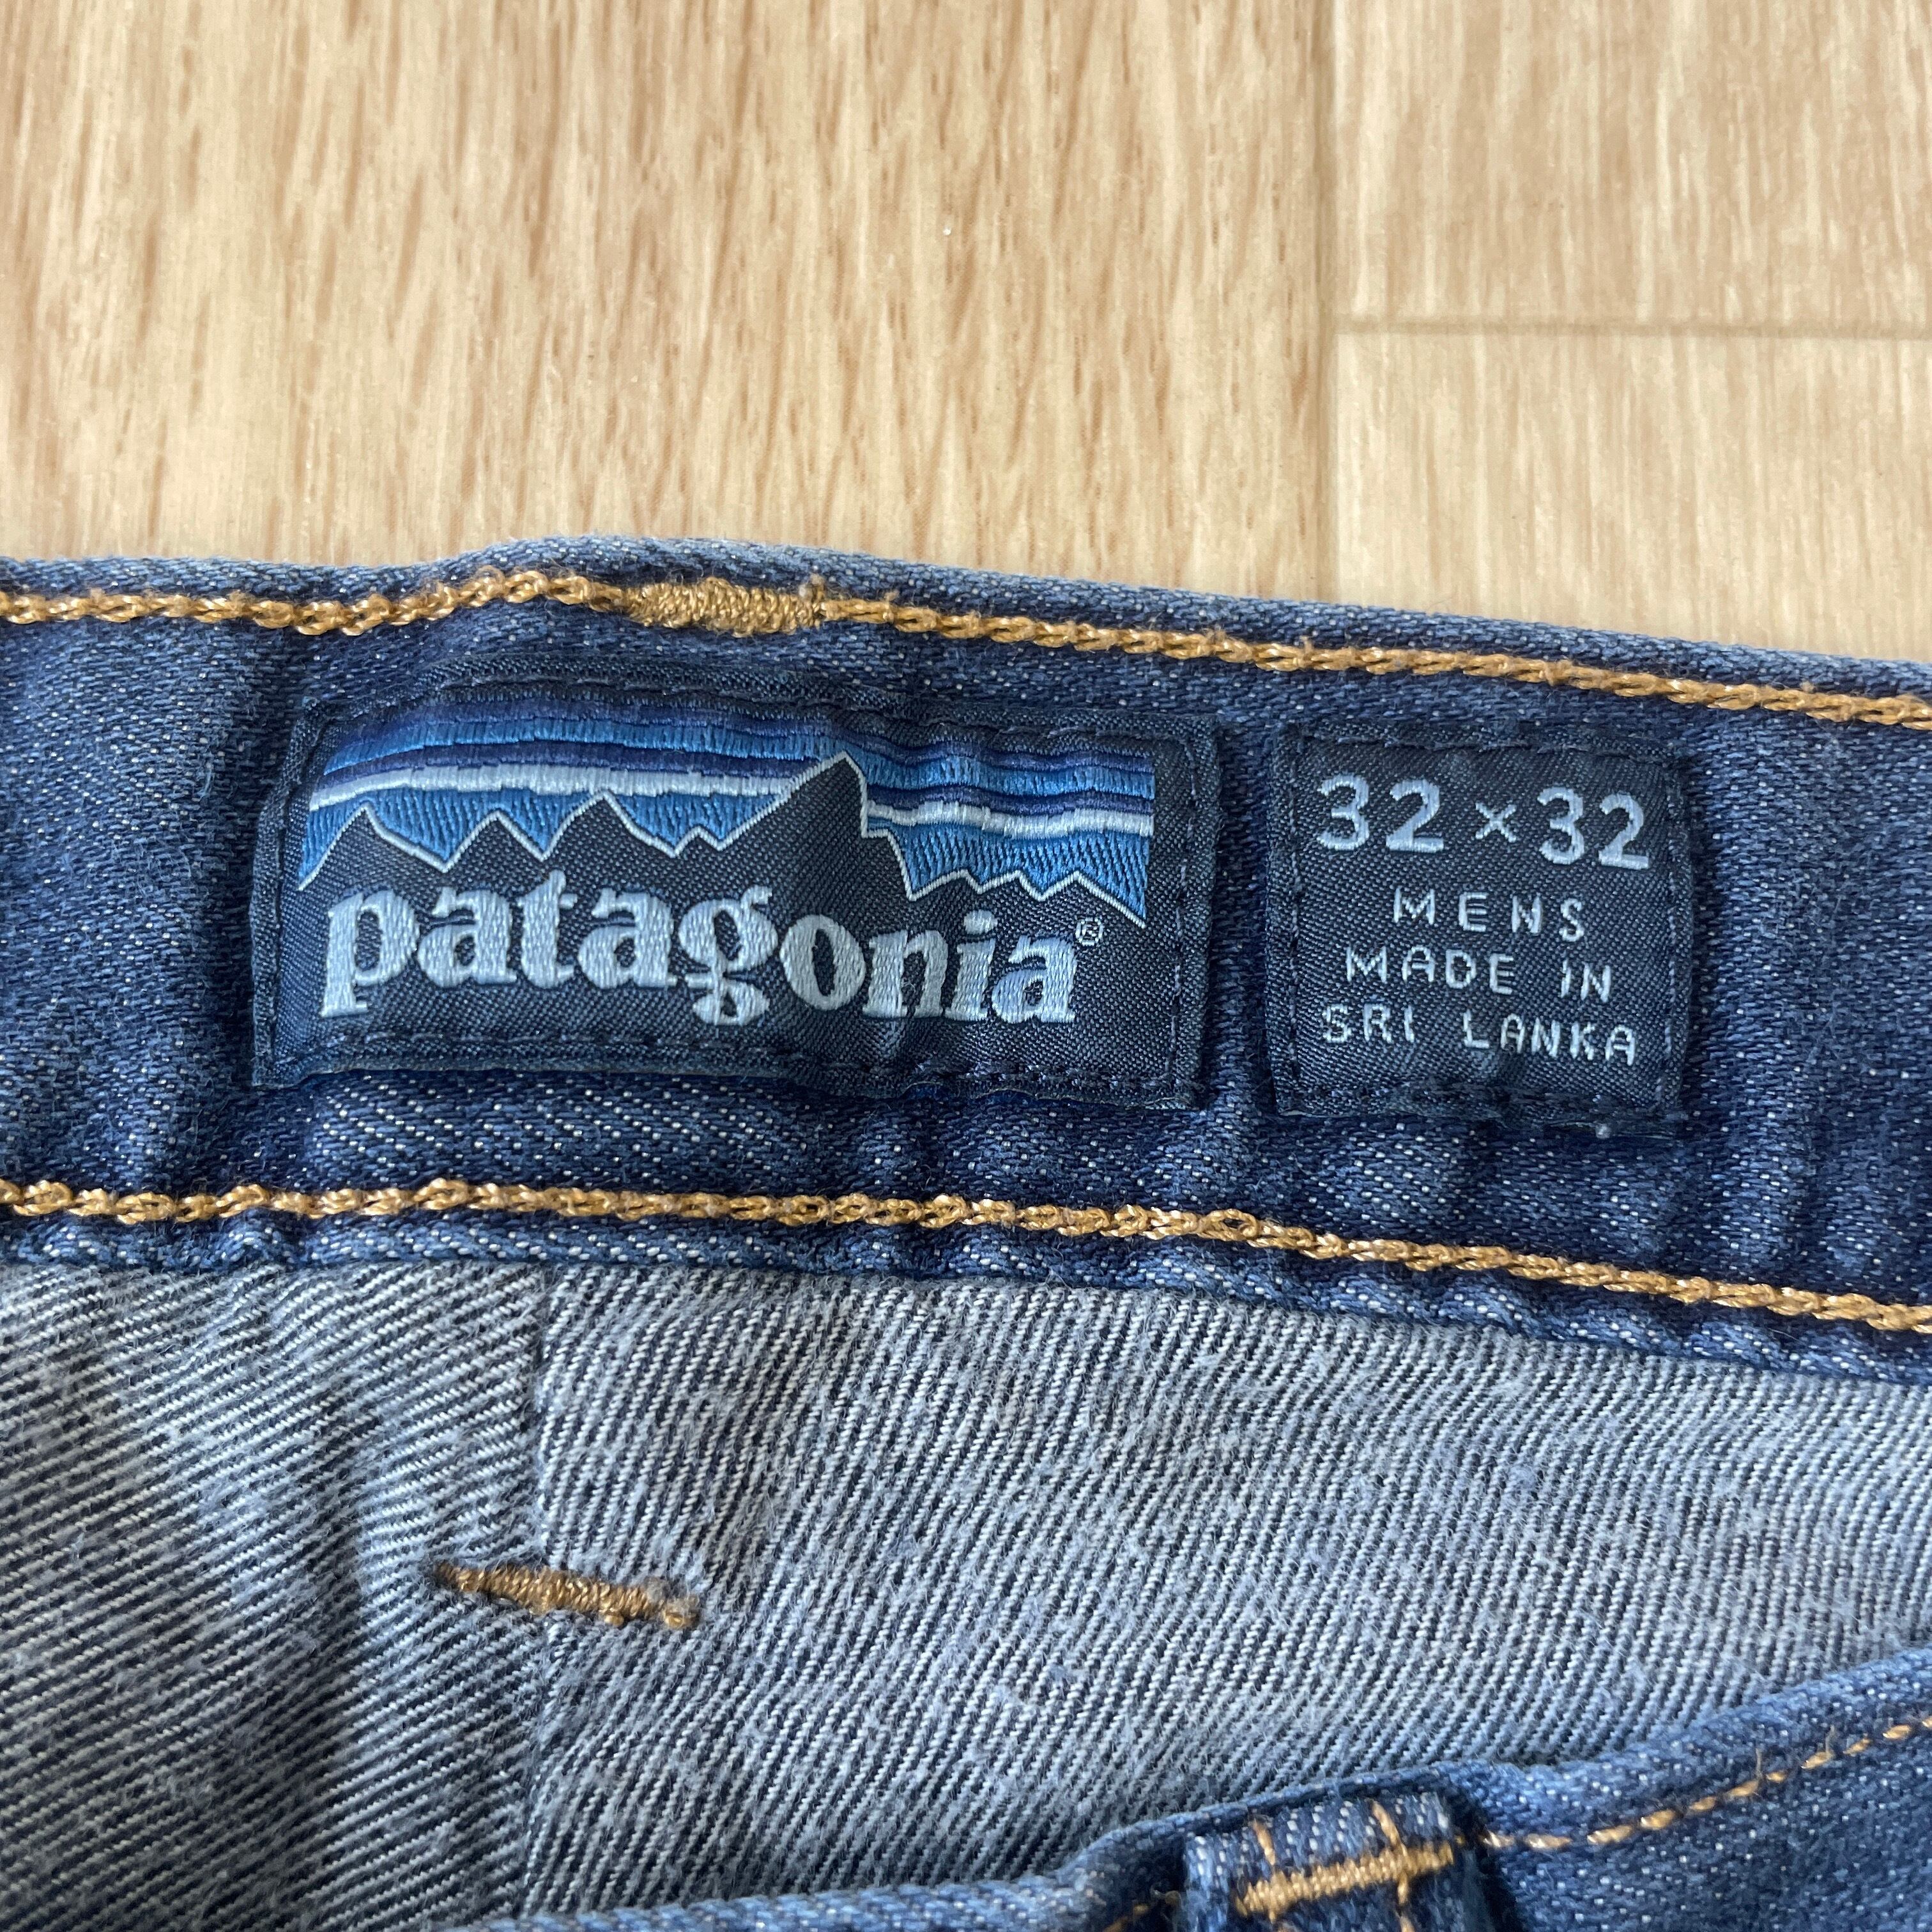 patagonia®
32×32
MENS
MADE IN
SRI LANKA